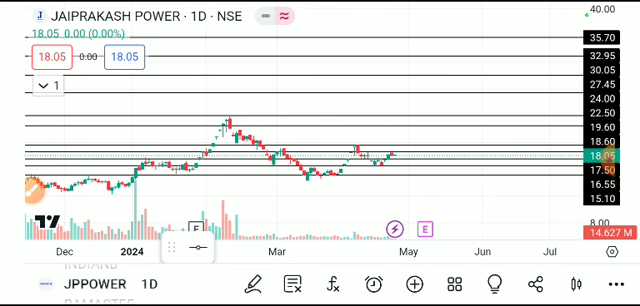 J JAIPRAKASH POWER · 1D · NSE
40.00
18.05 0.00 (0.00%)
18.05 0.00 18.05
1
35.70
32.95
30.05
27.45
24.00
22.50
19.60
18.00
18.05
17.50
16.55
15.10
8.00
14.627 M
E
E
Dec 2024 Mar May Jun Jul
INDIANB
JPPOWER 1D